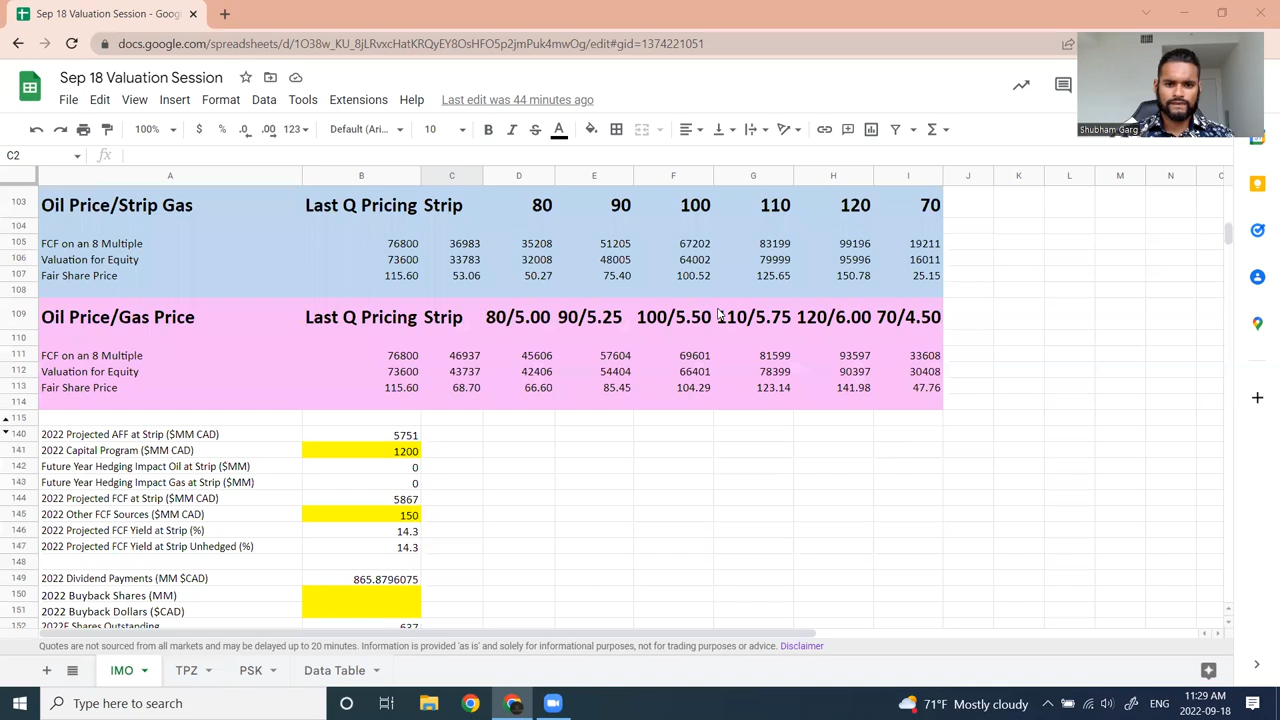 Sep 18 Valuation Session - Goog
docs.google.com/spreadsheets/d/1O38w_KU_8jLRvxcHatKRQyEY9OsHFO5p2jmPuk4mwOg/edit#gid=1374221051
Sep 18 Valuation Session
File Edit View Insert Format Data Tools Extensions Help Last edit was 44 minutes ago
100% $ % .0 .00 123 Default (Ari... 10 B I S A
Shubham Garg
C2 fx
A B C D E F G H I J K L M N
103 Oil Price/Strip Gas Last Q Pricing Strip 80 90 100 110 120 70
104
105 FCF on an 8 Multiple 76800 36983 35208 51205 67202 83199 99196 19211
106 Valuation for Equity 73600 33783 32008 48005 64002 79999 95996 16011
107 Fair Share Price 115.60 53.06 50.27 75.40 100.52 125.65 150.78 25.15
108
109 Oil Price/Gas Price Last Q Pricing Strip 80/5.00 90/5.25 100/5.50 110/5.75 120/6.00 70/4.50
110
111 FCF on an 8 Multiple 76800 46937 45606 57604 69601 81599 93597 33608
112 Valuation for Equity 73600 43737 42406 54404 66401 78399 90397 30408
113 Fair Share Price 115.60 68.70 66.60 85.45 104.29 123.14 141.98 47.76
114
115
140 2022 Projected AFF at Strip ($MM CAD) 5751
141 2022 Capital Program ($MM CAD) 1200
142 Future Year Hedging Impact Oil at Strip ($MM) 0
143 Future Year Hedging Impact Gas at Strip ($MM) 0
144 2022 Projected FCF at Strip ($MM CAD) 5867
145 2022 Other FCF Sources ($MM CAD) 150
146 2022 Projected FCF Yield at Strip (%) 14.3
147 2022 Projected FCF Yield at Strip Unhedged (%) 14.3
148
149 2022 Dividend Payments (MM $CAD) 865.8796075
150 2022 Buyback Shares (MM)
151 2022 Buyback Dollars ($CAD)
152 2022E Shares Outstanding 637
Quotes are not sourced from all markets and may be delayed up to 20 minutes. Information is provided 'as is' and solely for informational purposes, not for trading purposes or advice. Disclaimer
IMO TPZ PSK Data Table
Type here to search 71°F Mostly cloudy ENG 11:29 AM
2022-09-18